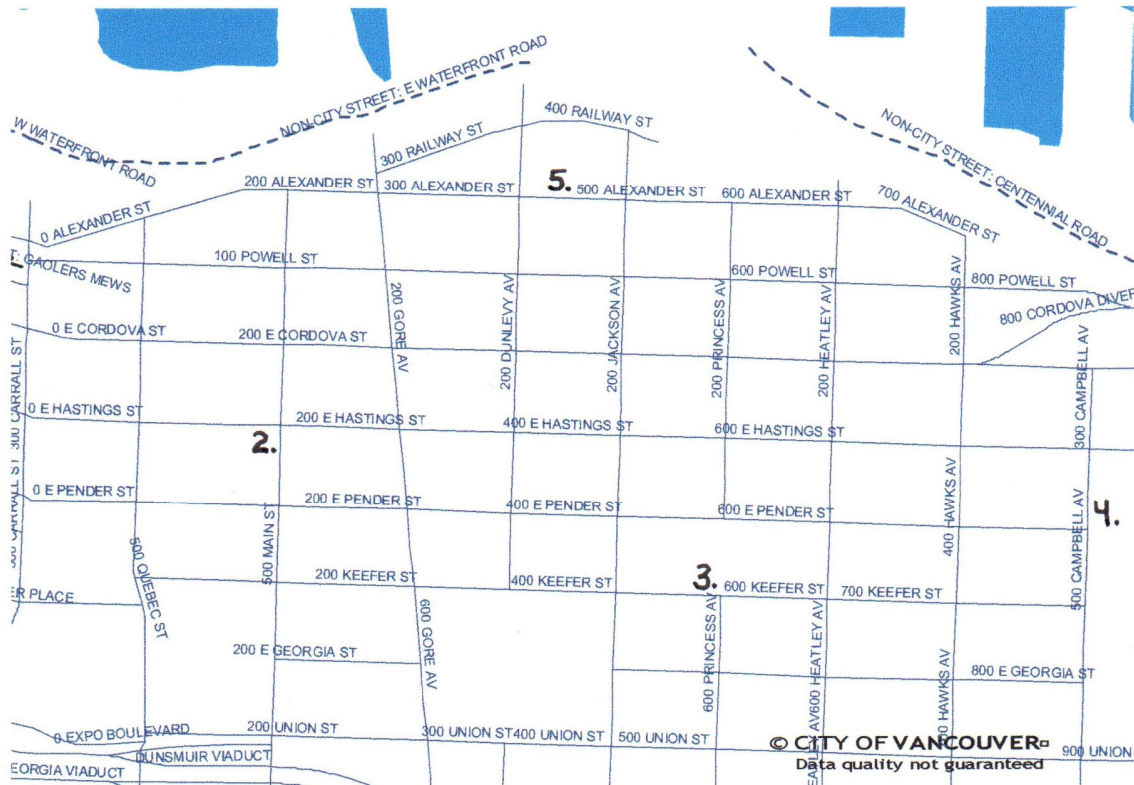 NON-CITY STREET: E WATERFRONT ROAD
W WATERFRONT ROAD
400 RAILWAY ST
300 RAILWAY ST
NON-CITY STREET: CENTENNIAL ROAD
200 ALEXANDER ST
300 ALEXANDER ST
5.
500 ALEXANDER ST
600 ALEXANDER ST
700 ALEXANDER ST
0 ALEXANDER ST
T: GAOLERS MEWS
100 POWELL ST
600 POWELL ST
800 POWELL ST
800 CORDOVA DIVER
200 GORE AV
200 DUNLEVY AV
200 JACKSON AV
200 PRINCESS AV
200 HEATLEY AV
200 HAWKS AV
0 E CORDOVA ST
200 E CORDOVA ST
300 CARRALL ST
300 CAMPBELL AV
0 E HASTINGS ST
200 E HASTINGS ST
400 E HASTINGS ST
600 E HASTINGS ST
2.
0 E PENDER ST
200 E PENDER ST
400 E PENDER ST
600 E PENDER ST
400 HAWKS AV
500 CAMPBELL AV
4.
500 MAIN ST
500 QUEBEC ST
200 KEEFER ST
400 KEEFER ST
3.
600 KEEFER ST
700 KEEFER ST
ER PLACE
600 GORE AV
600 PRINCESS AV
600 HEATLEY AV
200 E GEORGIA ST
800 E GEORGIA ST
HAWKS AV
0 EXPO BOULEVARD
200 UNION ST
300 UNION ST
400 UNION ST
500 UNION ST
900 UNION
DUNSMUIR VIADUCT
EORGIA VIADUCT
© CITY OF VANCOUVER
Data quality not guaranteed